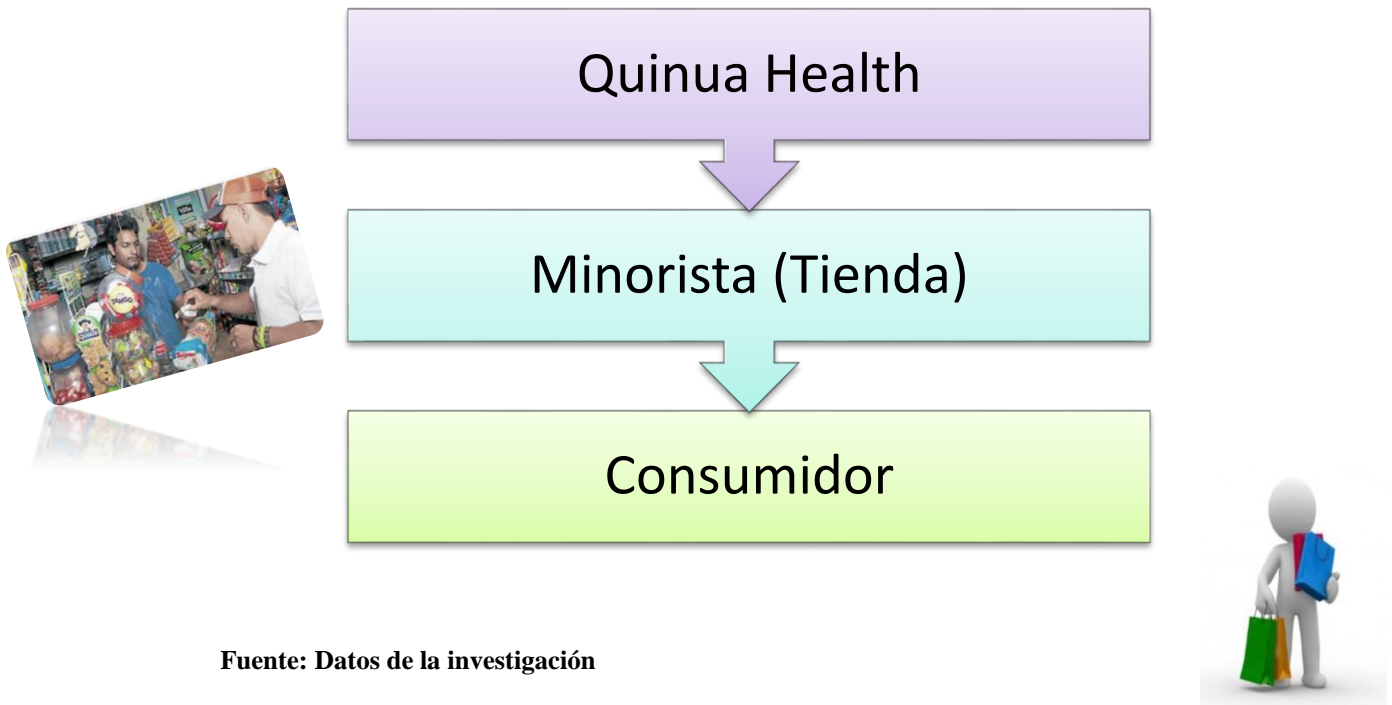 Quinua Health
Minorista (Tienda)
Consumidor
Fuente: Datos de la investigación